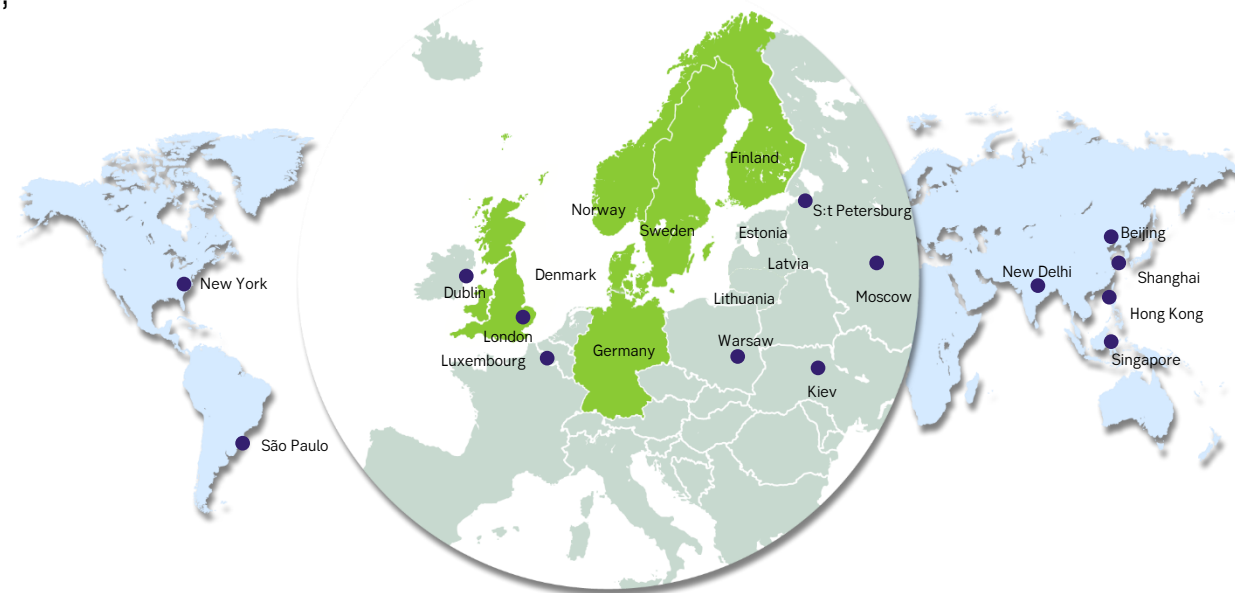 Finland
Norway
S:t Petersburg
Sweden
Estonia
Beijing
Latvia
New Delhi
Denmark
Shanghai
New York
Dublin
Moscow
Lithuania
Hong Kong
London
Warsaw
Germany
Luxembourg
Singapore
Kiev
São Paulo